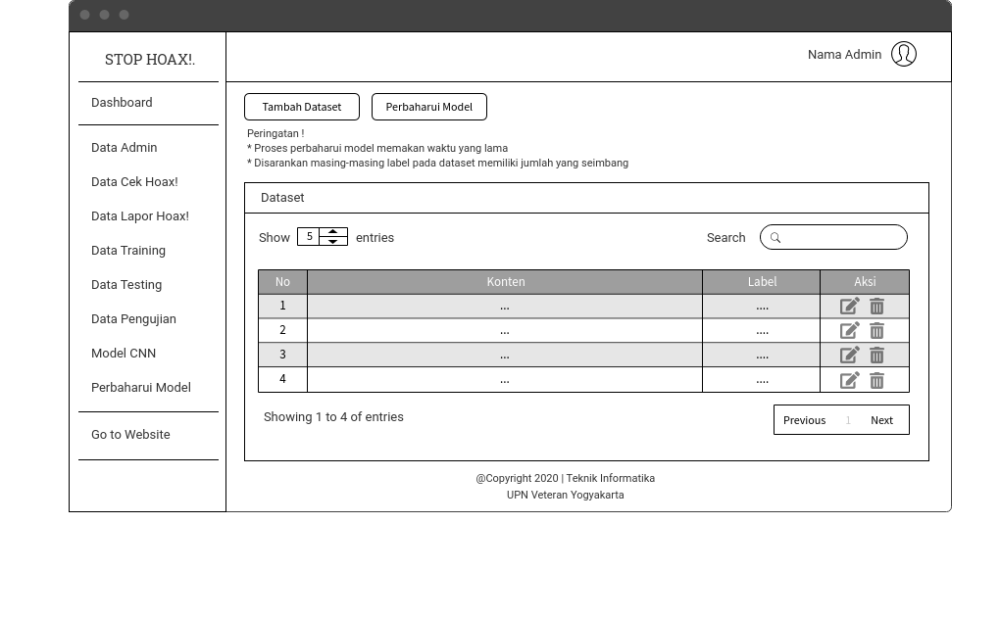 STOP HOAX!.
Nama Admin
Dashboard
Data Admin
Data Cek Hoax!
Data Lapor Hoax!
Data Training
Data Testing
Data Pengujian
Model CNN
Perbaharui Model
Go to Website
Tambah Dataset Perbaharui Model
Peringatan !
* Proses perbaharui model memakan waktu yang lama
* Disarankan masing-masing label pada dataset memiliki jumlah yang seimbang
Dataset
Show 5 entries Search
No Konten Label Aksi
1 ... ....
2 ... ....
3 ... ....
4 ... ....
Showing 1 to 4 of entries
Previous 1 Next
@Copyright 2020 | Teknik Informatika
UPN Veteran Yogyakarta